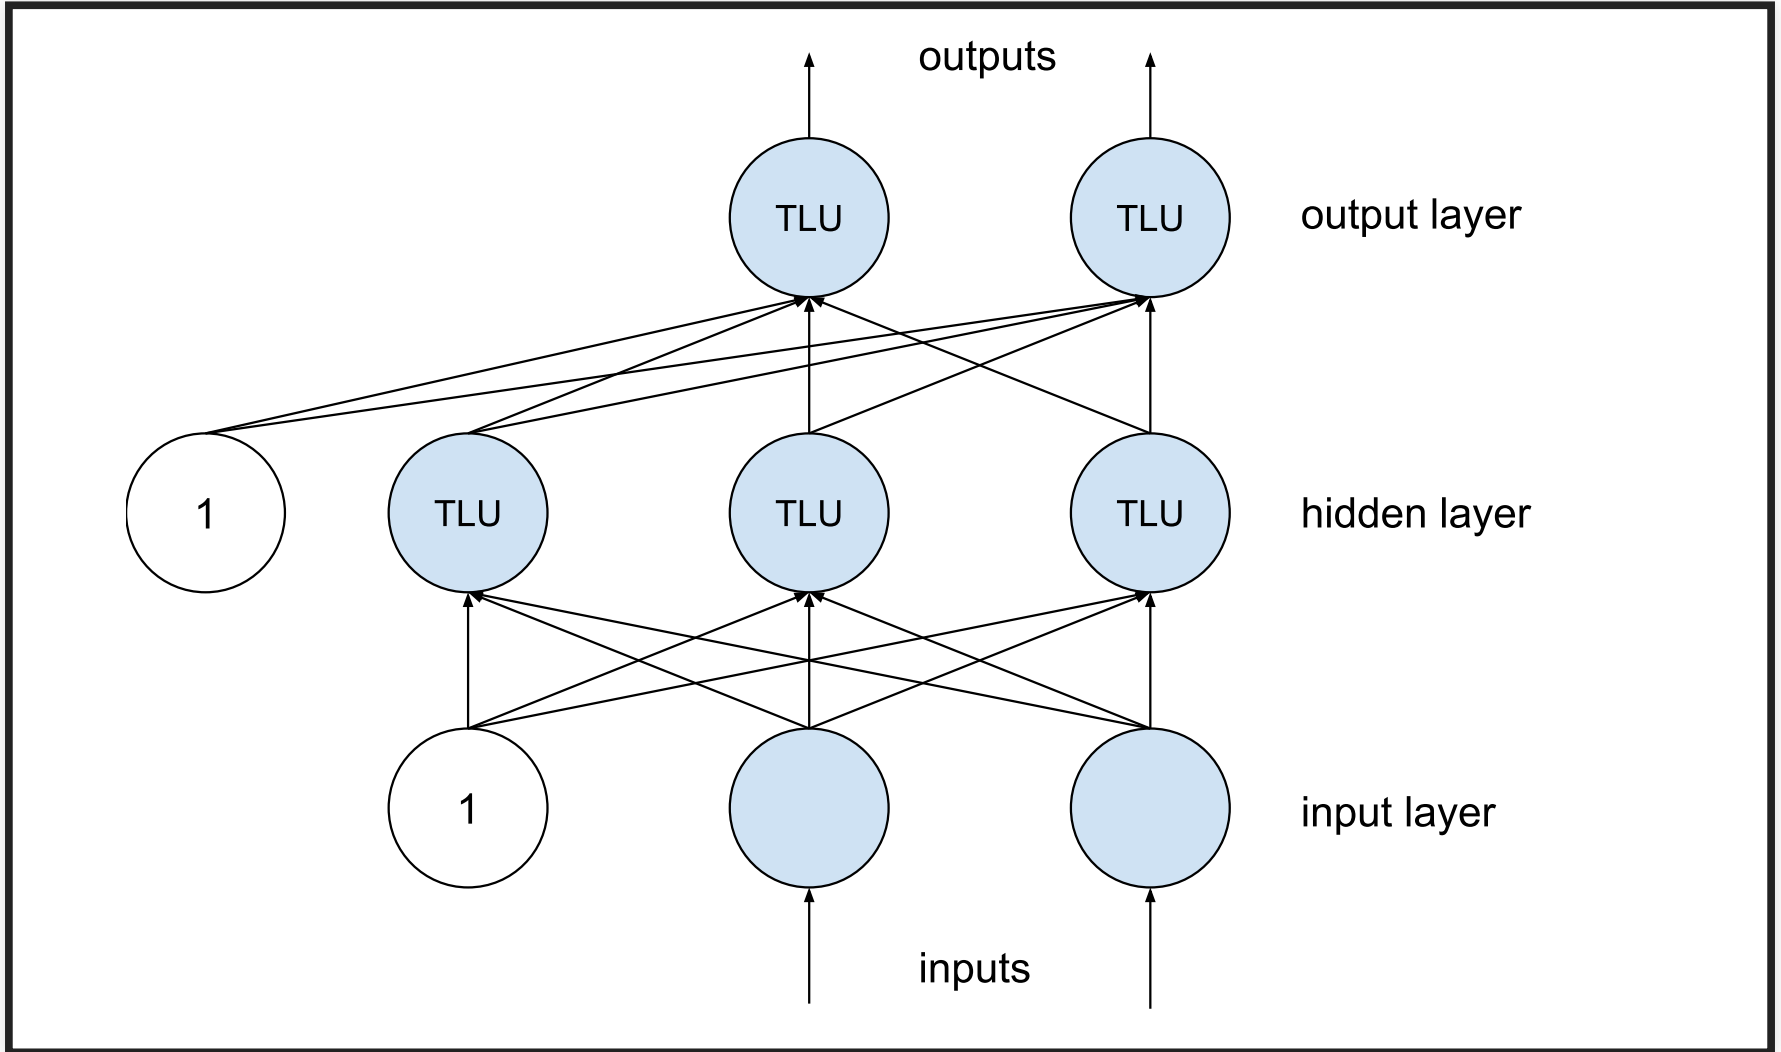 outputs
TLU TLU output layer
1 TLU TLU TLU hidden layer
1 input layer
inputs